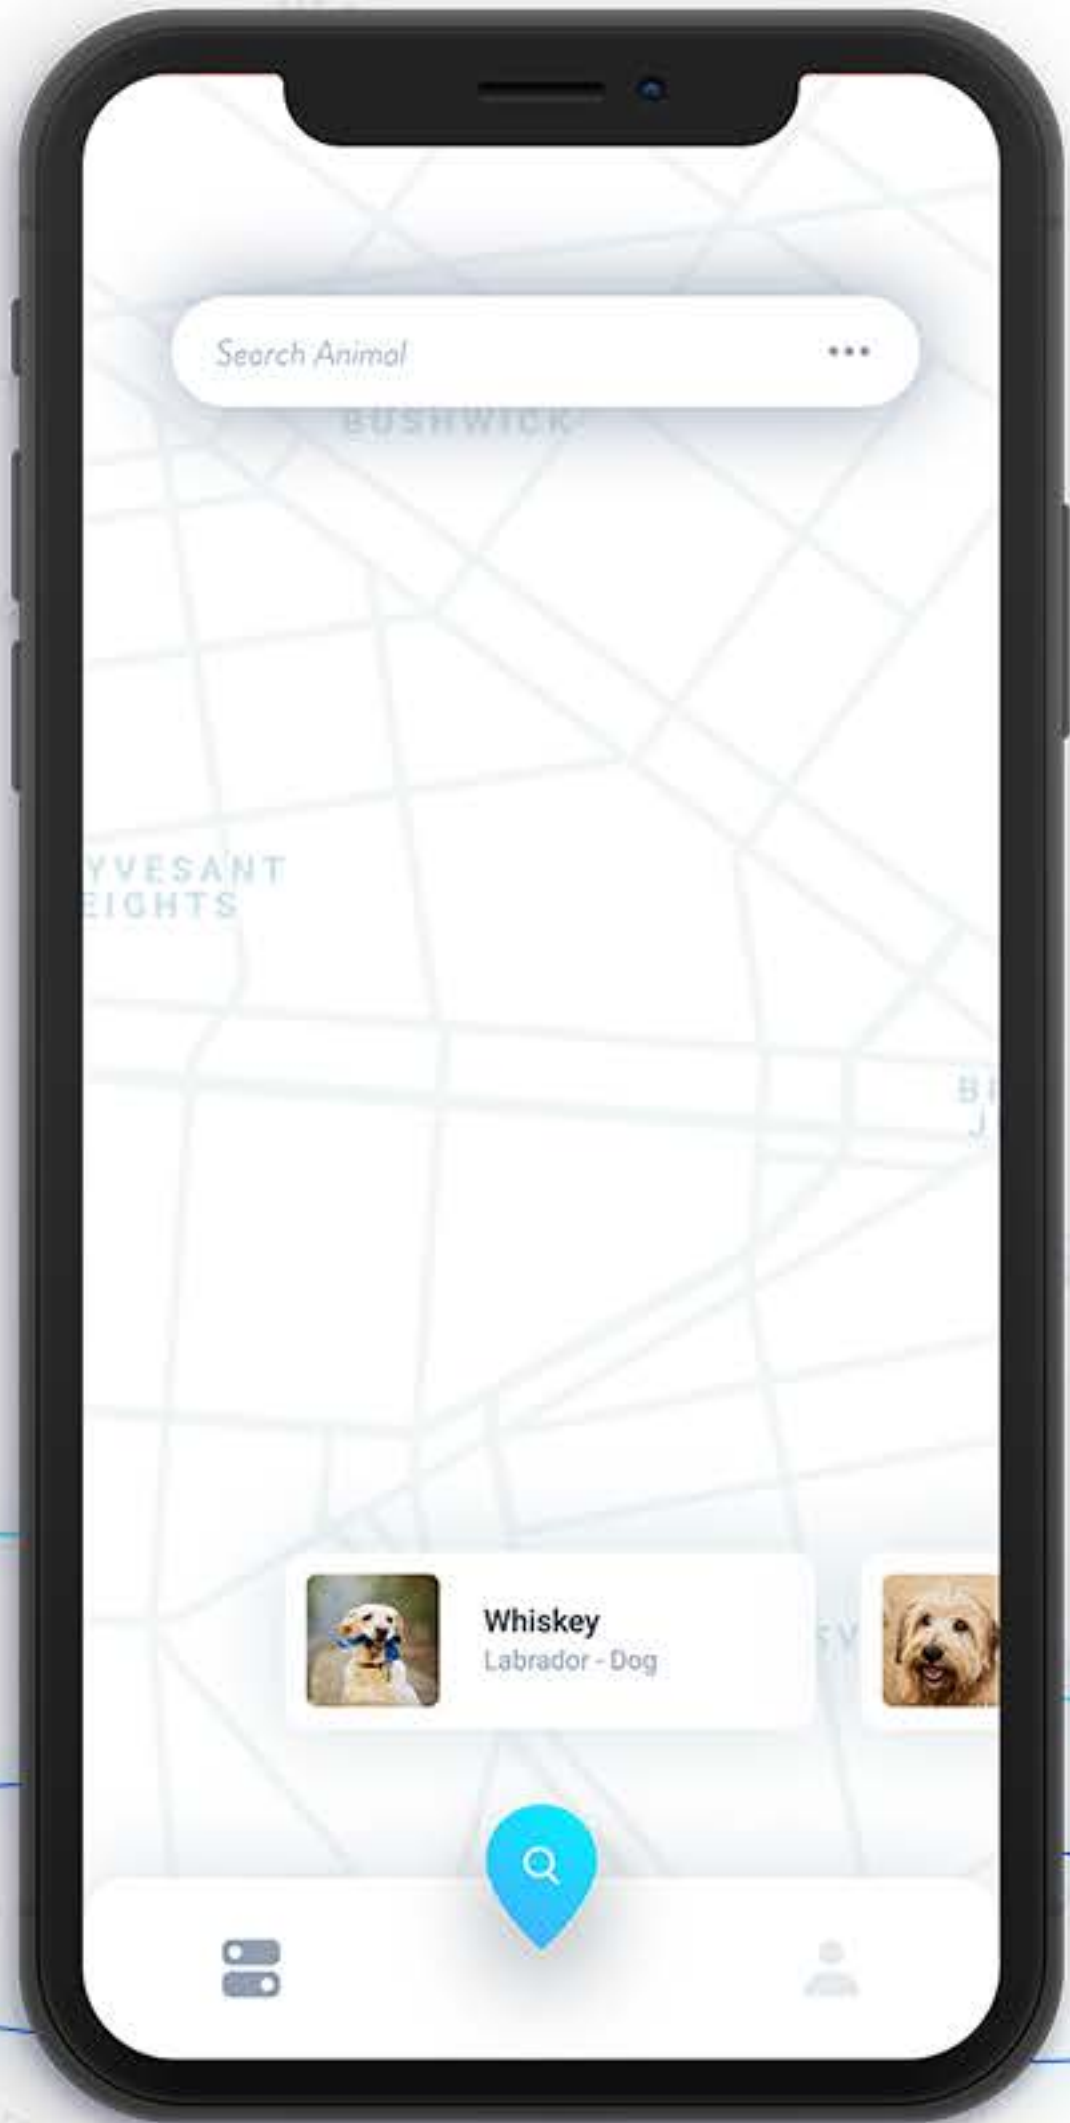 Search Animal
BUSHWICK
YVESANT
EIGHTS
B
J
Whiskey
Labrador - Dog